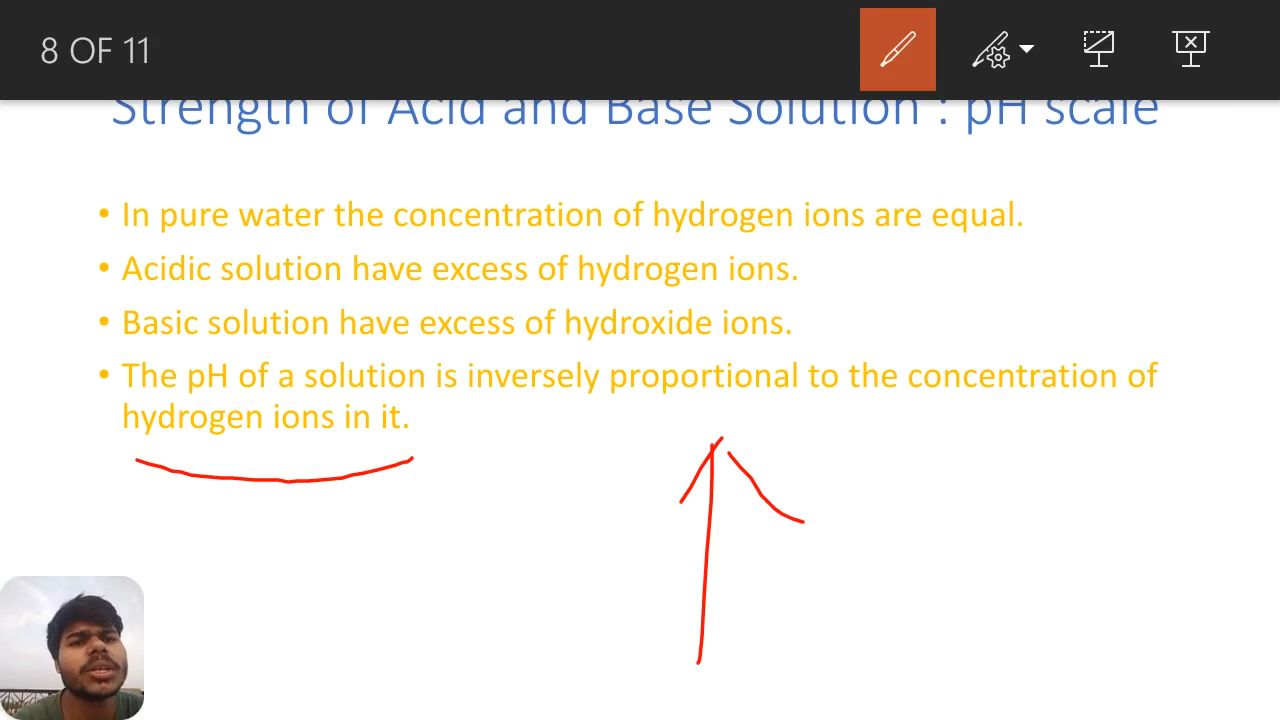 8 OF 11
Strength of Acid and Base Solution : pH scale
• In pure water the concentration of hydrogen ions are equal.
• Acidic solution have excess of hydrogen ions.
• Basic solution have excess of hydroxide ions.
• The pH of a solution is inversely proportional to the concentration of
hydrogen ions in it.